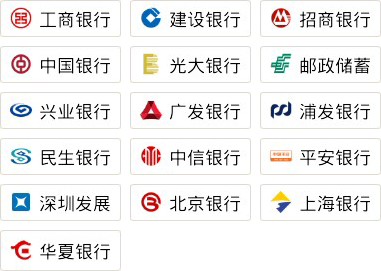 工商银行 建设银行 招商银行
中国银行 光大银行 邮政储蓄
兴业银行 广发银行 浦发银行
民生银行 中信银行 平安银行
深圳发展 北京银行 上海银行
华夏银行